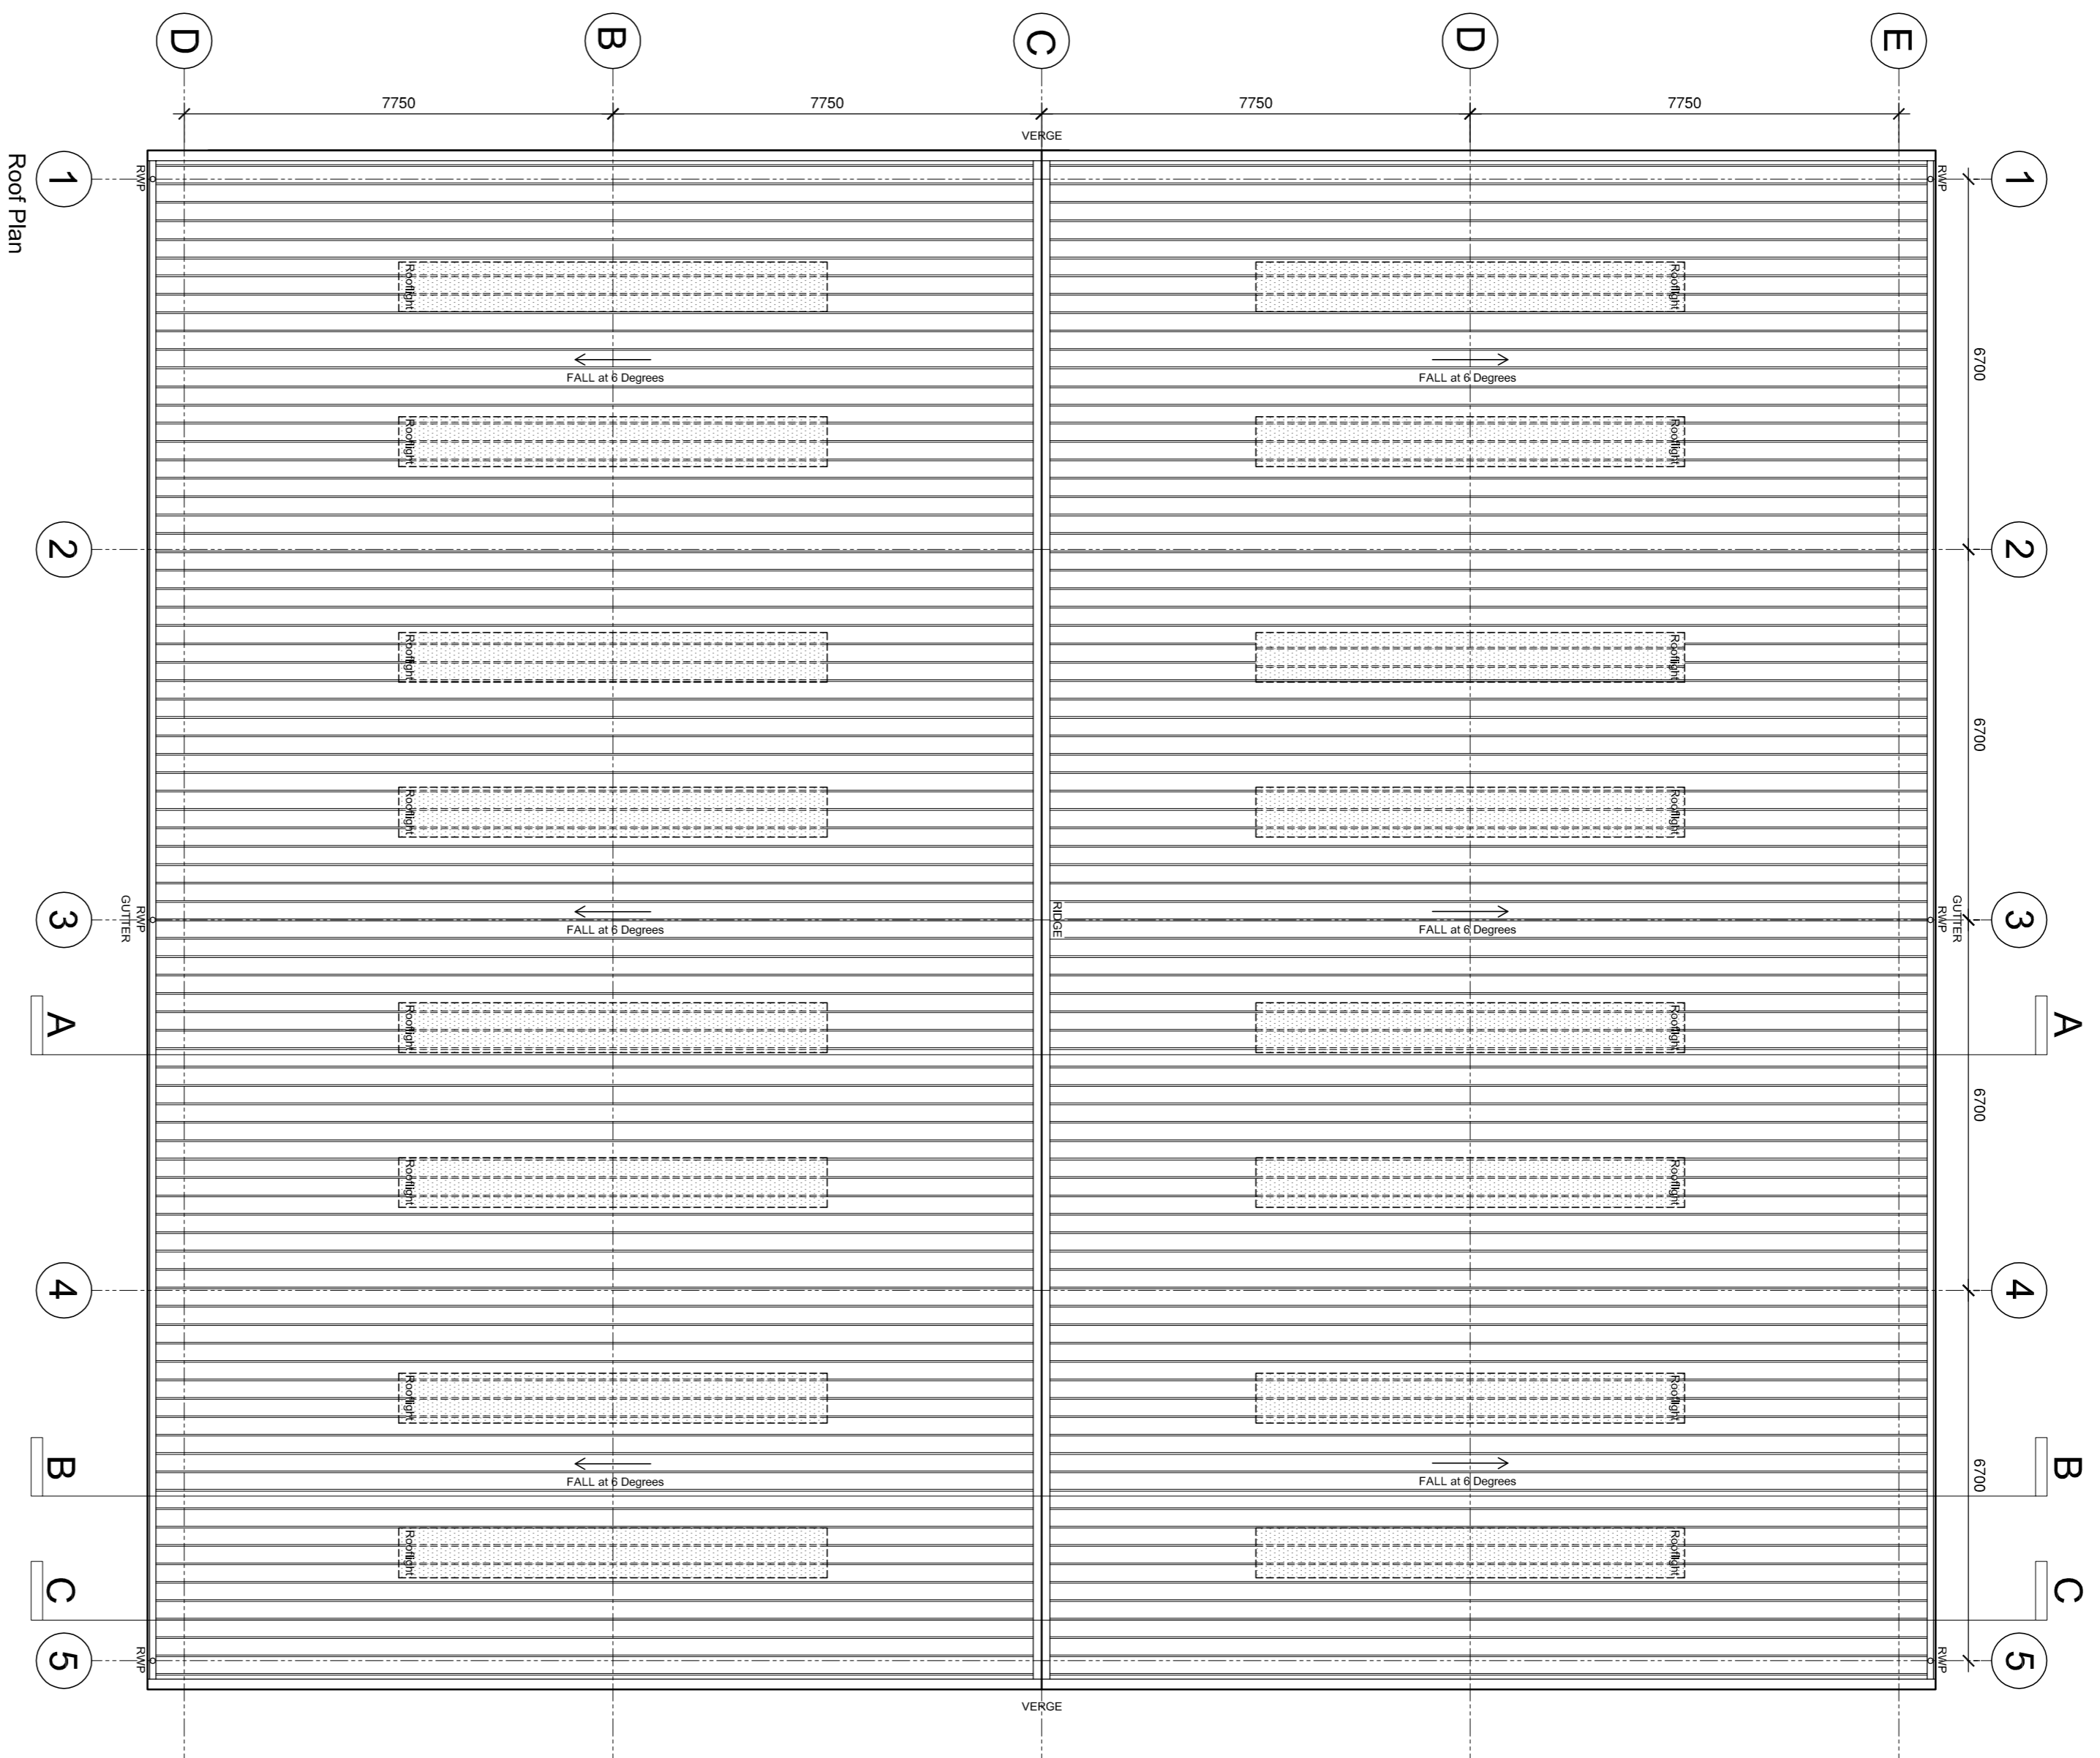 D
B
C
D
E
7750
7750
7750
7750
VERGE
Roof Plan
1
RWP
RWP
1
Rooflight
Rooflight
6700
FALL at 6 Degrees
FALL at 6 Degrees
Rooflight
Rooflight
2
2
Rooflight
Rooflight
6700
Rooflight
Rooflight
3
GUTTER
RWP
FALL at 6 Degrees
RIDGE
FALL at 6 Degrees
RWP
GUTTER
3
A
Rooflight
Rooflight
A
6700
Rooflight
Rooflight
4
4
Rooflight
Rooflight
B
FALL at 6 Degrees
FALL at 6 Degrees
6700
B
Rooflight
Rooflight
C
C
5
RWP
RWP
5
VERGE